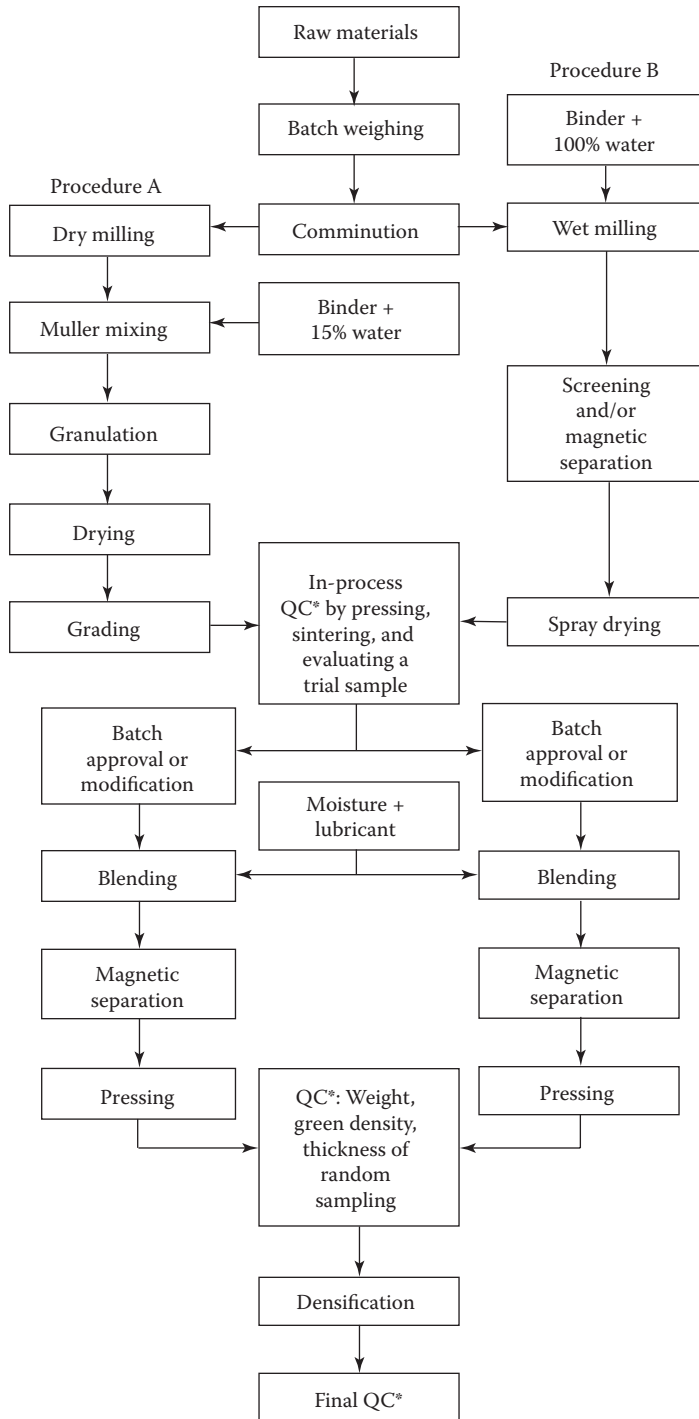 Raw materials
Procedure B
Batch weighing
Binder +
100% water
Procedure A
Dry milling
Comminution
Wet milling
Muller mixing
Binder +
15% water
Screening
and/or
magnetic
separation
Granulation
Drying
In-process
QC* by pressing,
sintering, and
evaluating a
trial sample
Grading
Spray drying
Batch
approval or
modification
Batch
approval or
modification
Moisture +
lubricant
Blending
Blending
Magnetic
separation
Magnetic
separation
Pressing
QC*: Weight,
green density,
thickness of
random
sampling
Pressing
Densification
Final QC*